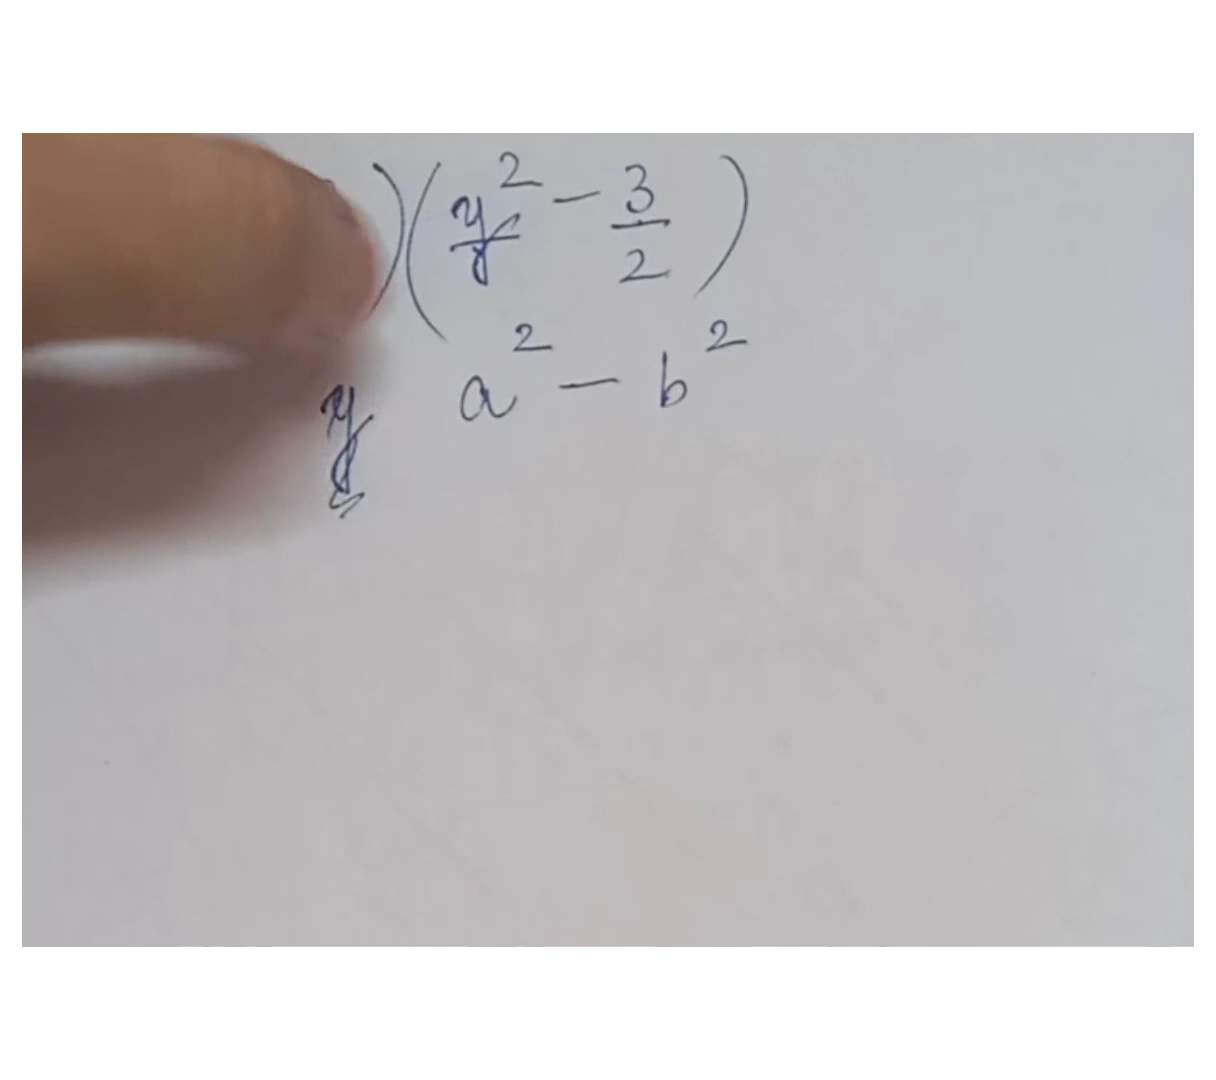 )(y² - 3/2)
y a² - b²